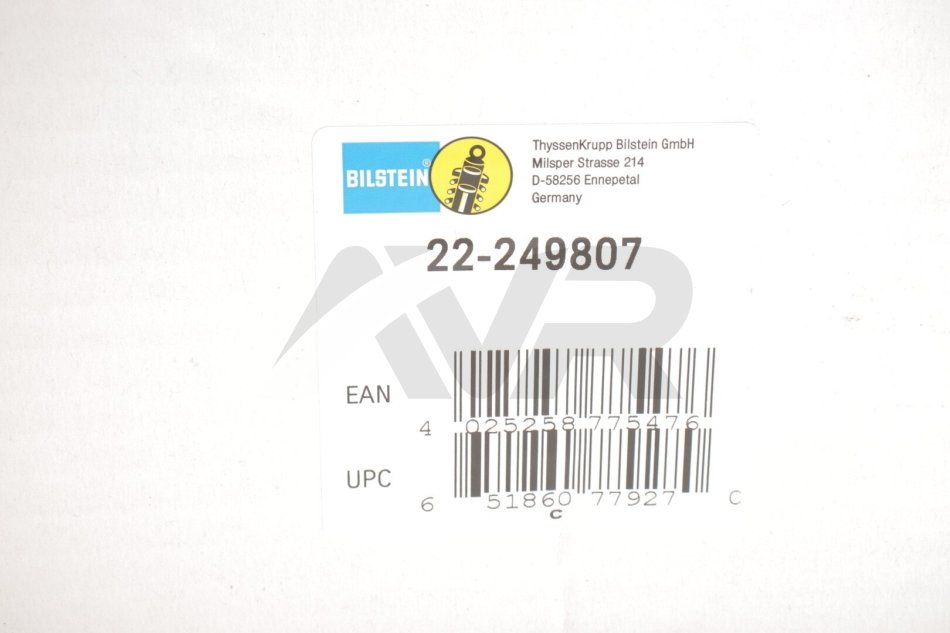 BILSTEIN®
ThyssenKrupp Bilstein GmbH
Milsper Strasse 214
D-58256 Ennepetal
Germany
22-249807
AVR
EAN
4 025258 775476
UPC
6 51860 77927 C
C